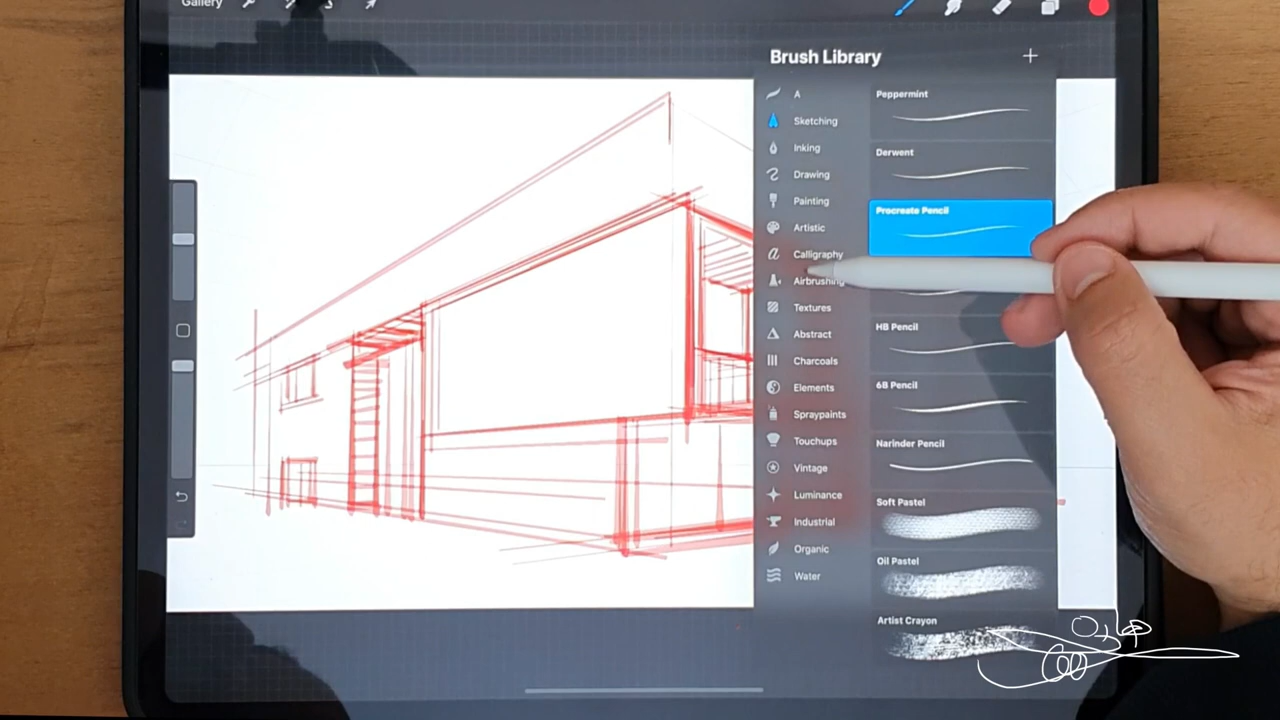 Gallery
Brush Library
A
Sketching
Inking
Drawing
Painting
Artistic
Calligraphy
Airbrushing
Textures
Abstract
Charcoals
Elements
Spraypaints
Touchups
Vintage
Luminance
Industrial
Organic
Water
Peppermint
Derwent
Procreate Pencil
HB Pencil
6B Pencil
Narinder Pencil
Soft Pastel
Oil Pastel
Artist Crayon